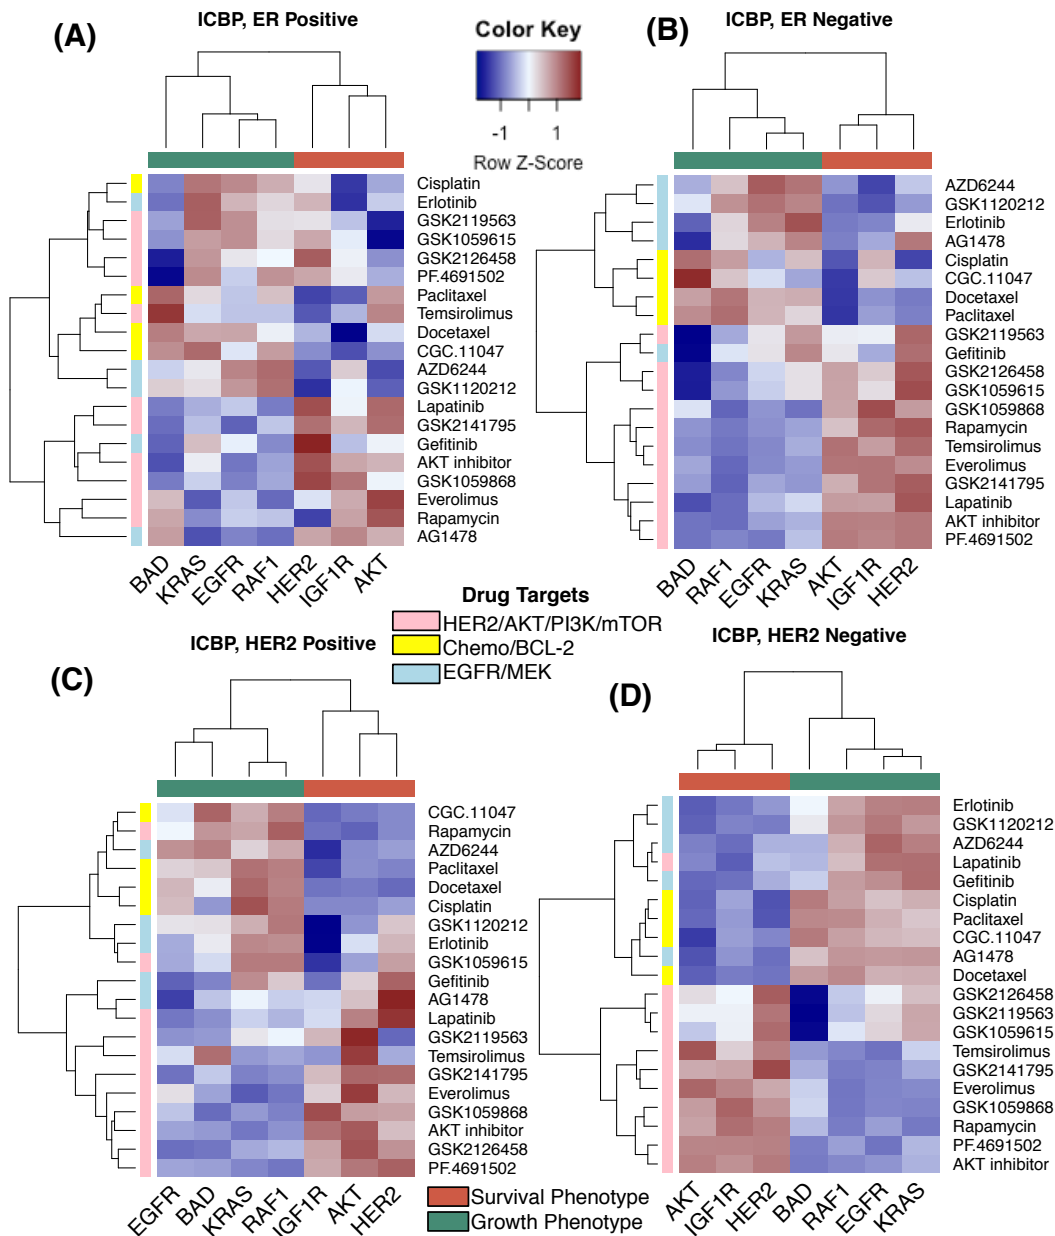 (A)
ICBP, ER Positive
Color Key
-1
1
Row Z-Score
(B)
ICBP, ER Negative
Cisplatin
Erlotinib
GSK2119563
GSK1059615
GSK2126458
PF.4691502
Paclitaxel
Temsirolimus
Docetaxel
CGC.11047
AZD6244
GSK1120212
Lapatinib
GSK2141795
Gefitinib
AKT inhibitor
GSK1059868
Everolimus
Rapamycin
AG1478
BAD
KRAS
EGFR
RAF1
HER2
IGF1R
AKT
AZD6244
GSK1120212
Erlotinib
AG1478
Cisplatin
CGC.11047
Docetaxel
Paclitaxel
GSK2119563
Gefitinib
GSK2126458
GSK1059615
GSK1059868
Rapamycin
Temsirolimus
Everolimus
GSK2141795
Lapatinib
AKT inhibitor
PF.4691502
BAD
RAF1
EGFR
KRAS
AKT
IGF1R
HER2
Drug Targets
HER2/AKT/PI3K/mTOR
Chemo/BCL-2
EGFR/MEK
ICBP, HER2 Positive
(C)
CGC.11047
Rapamycin
AZD6244
Paclitaxel
Docetaxel
Cisplatin
GSK1120212
Erlotinib
GSK1059615
Gefitinib
AG1478
Lapatinib
GSK2119563
Temsirolimus
GSK2141795
Everolimus
GSK1059868
AKT inhibitor
GSK2126458
PF.4691502
EGFR
BAD
KRAS
RAF1
IGF1R
AKT
HER2
ICBP, HER2 Negative
(D)
Erlotinib
GSK1120212
AZD6244
Lapatinib
Gefitinib
Cisplatin
Paclitaxel
CGC.11047
AG1478
Docetaxel
GSK2126458
GSK2119563
GSK1059615
Temsirolimus
GSK2141795
Everolimus
GSK1059868
Rapamycin
PF.4691502
AKT inhibitor
AKT
IGF1R
HER2
BAD
RAF1
EGFR
KRAS
Survival Phenotype
Growth Phenotype